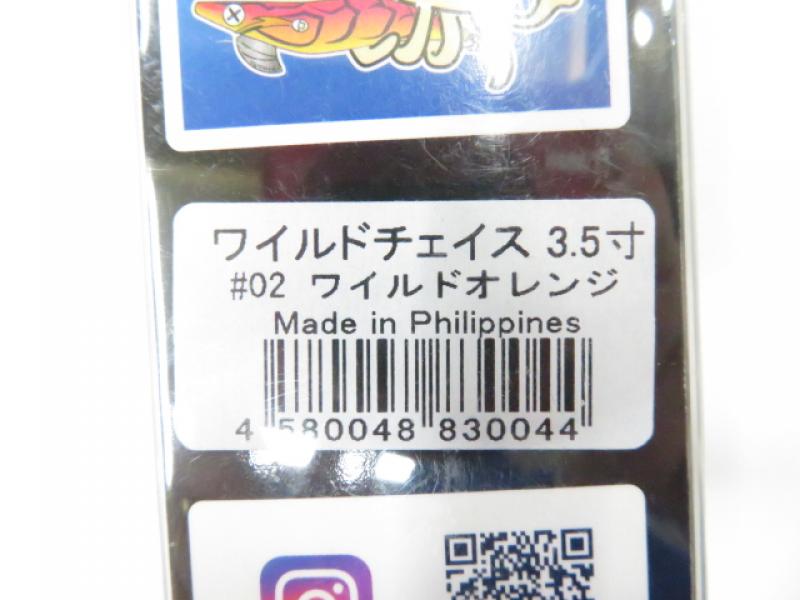 ワイルドチェイス 3.5寸
#02 ワイルドオレンジ
Made in Philippines
4 580048 830044